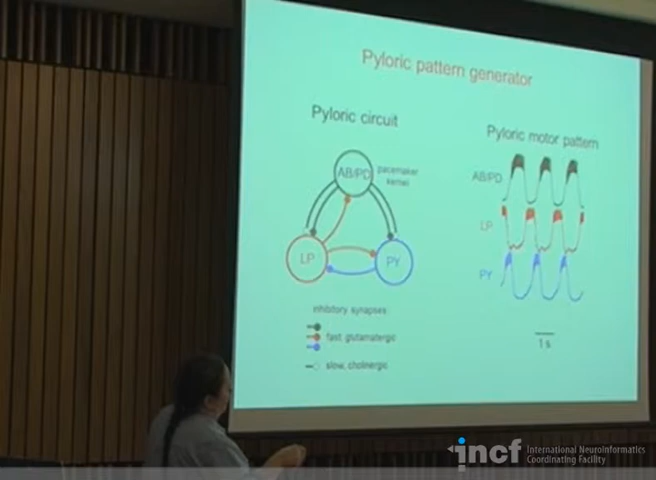 Pyloric pattern generator
Pyloric circuit
Pyloric motor pattern
AB/PD
pacemaker
kernel
LP
PY
AB/PD
LP
PY
1 s
inhibitory synapses:
fast, glutamatergic
slow, cholinergic
incf
International Neuroinformatics
Coordinating Facility